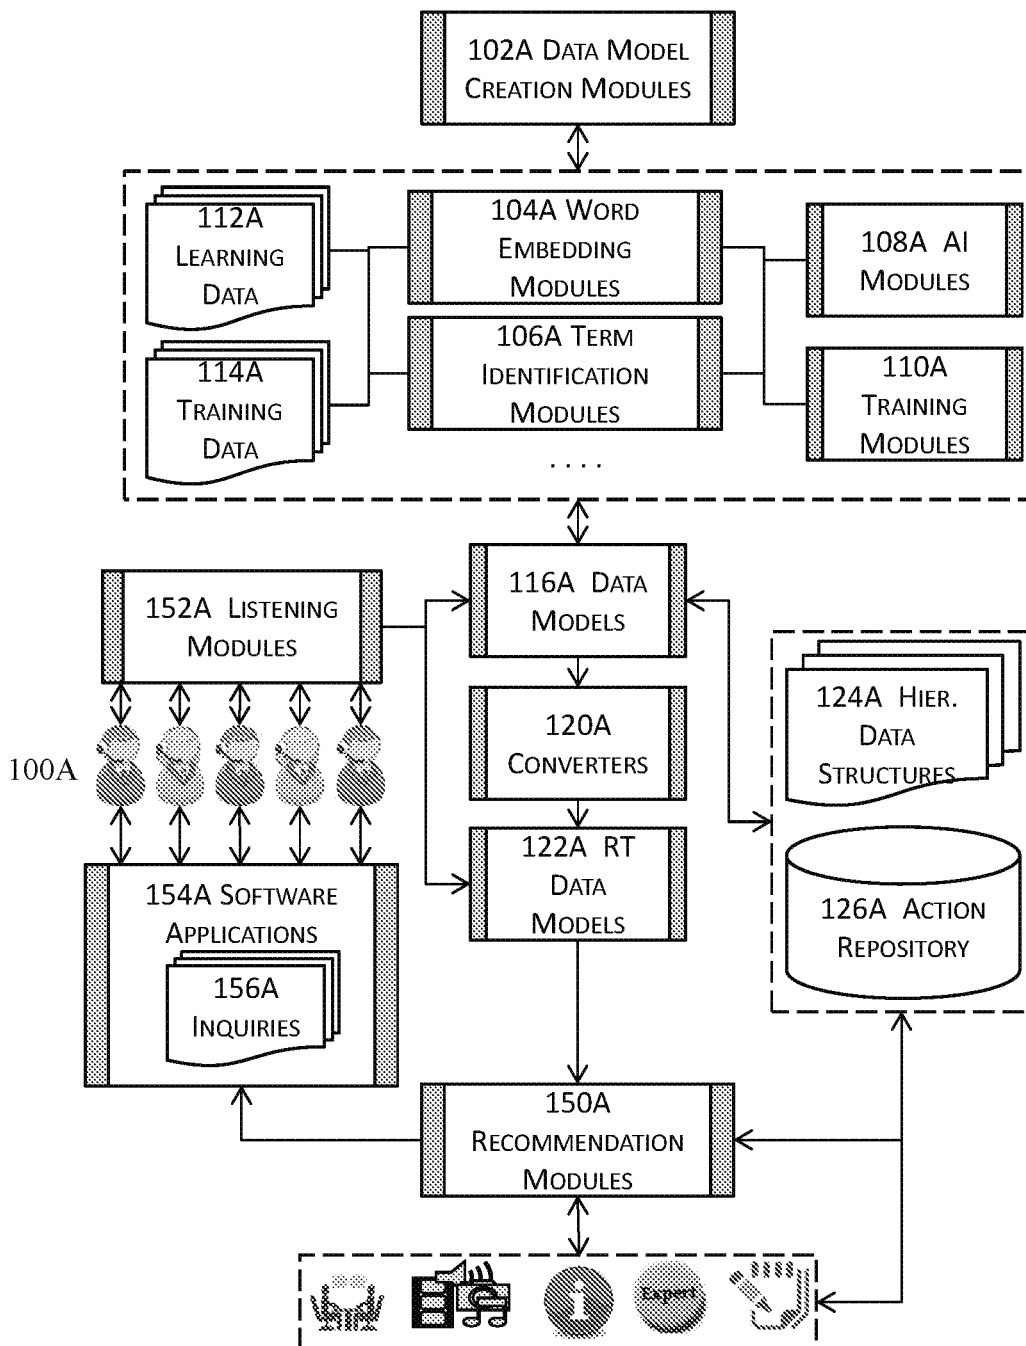 102A DATA MODEL
CREATION MODULES
112A
LEARNING
DATA
104A WORD
EMBEDDING
MODULES
108A AI
MODULES
114A
TRAINING
DATA
106A TERM
IDENTIFICATION
MODULES
110A
TRAINING
MODULES
. . . .
152A LISTENING
MODULES
116A DATA
MODELS
100A
120A
CONVERTERS
124A HIER.
DATA
STRUCTURES
122A RT
DATA
MODELS
154A SOFTWARE
APPLICATIONS
156A
INQUIRIES
126A ACTION
REPOSITORY
150A
RECOMMENDATION
MODULES
i
Expert